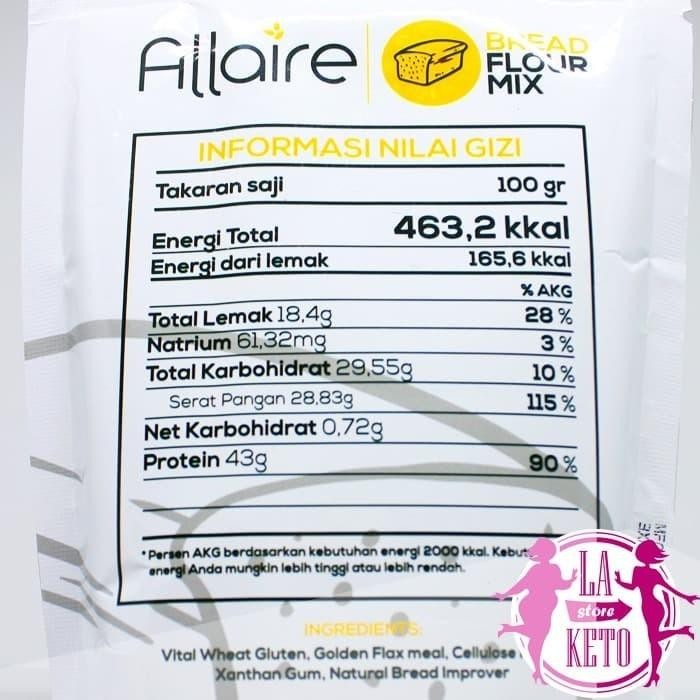 Allaire
BREAD
FLOUR
MIX
INFORMASI NILAI GIZI
Takaran saji 100 gr
Energi Total 463,2 kkal
Energi dari lemak 165,6 kkal
% AKG
Total Lemak 18,4g 28 %
Natrium 61,32mg 3 %
Total Karbohidrat 29,55g 10 %
Serat Pangan 28,83g 115 %
Net Karbohidrat 0,72g
Protein 43g 90 %
*Persen AKG berdasarkan kebutuhan energi 2000 kkal.
energi Anda mungkin lebih tinggi atau lebih rendah.
INGREDIENTS:
Vital Wheat Gluten, Golden Flax meal, Cellulose
Xanthan Gum, Natural Bread Improver
LA
store
KETO